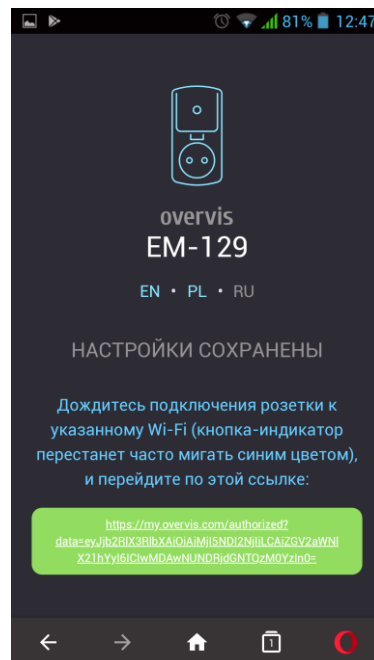 81% 12:47
overvis
EM-129
EN • PL • RU
НАСТРОЙКИ СОХРАНЕНЫ
Дождитесь подключения розетки к
указанному Wi-Fi (кнопка-индикатор
перестанет часто мигать синим цветом),
и перейдите по этой ссылке:
https://my.overvis.com/authorized?
1